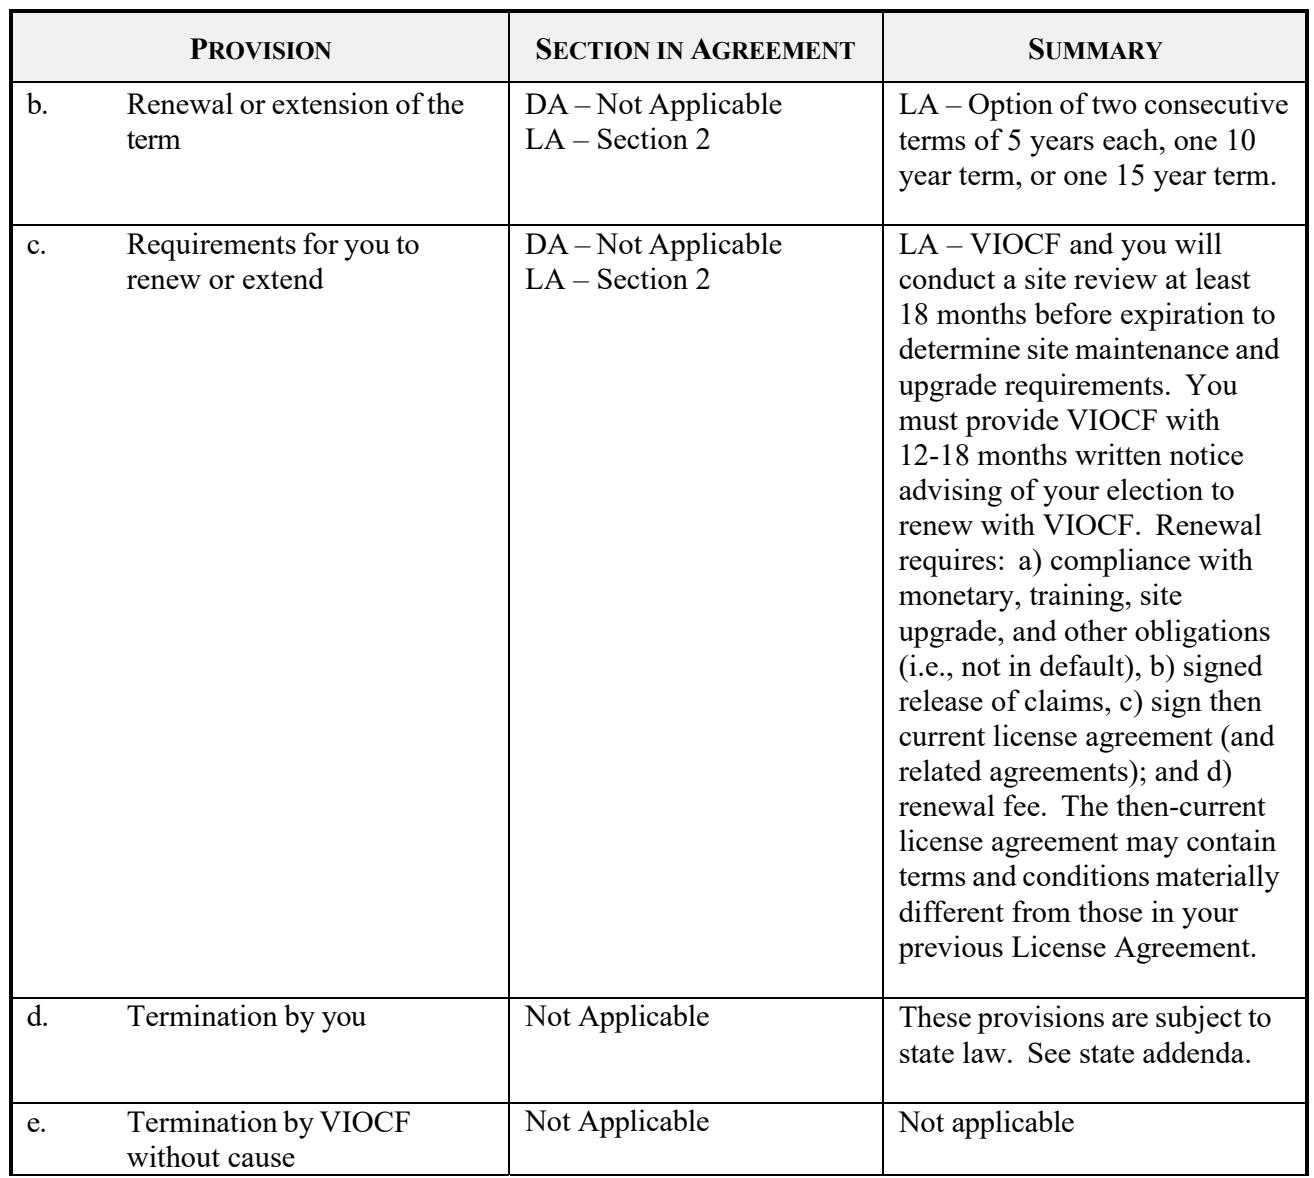 PROVISION SECTION IN AGREEMENT SUMMARY
b. Renewal or extension of the
term
DA – Not Applicable
LA – Section 2
LA – Option of two consecutive
terms of 5 years each, one 10
year term, or one 15 year term.
c. Requirements for you to
renew or extend
DA – Not Applicable
LA – Section 2
LA – VIOCF and you will
conduct a site review at least
18 months before expiration to
determine site maintenance and
upgrade requirements. You
must provide VIOCF with
12-18 months written notice
advising of your election to
renew with VIOCF. Renewal
requires: a) compliance with
monetary, training, site
upgrade, and other obligations
(i.e., not in default), b) signed
release of claims, c) sign then
current license agreement (and
related agreements); and d)
renewal fee. The then-current
license agreement may contain
terms and conditions materially
different from those in your
previous License Agreement.
d. Termination by you
Not Applicable
These provisions are subject to
state law. See state addenda.
e. Termination by VIOCF
without cause
Not Applicable
Not applicable